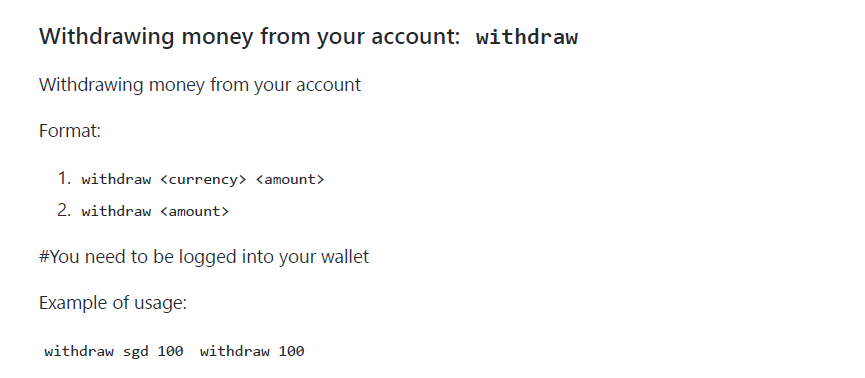 Withdrawing money from your account: withdraw
Withdrawing money from your account
Format:
1. withdraw <currency> <amount>
2. withdraw <amount>
#You need to be logged into your wallet
Example of usage:
withdraw sgd 100 withdraw 100